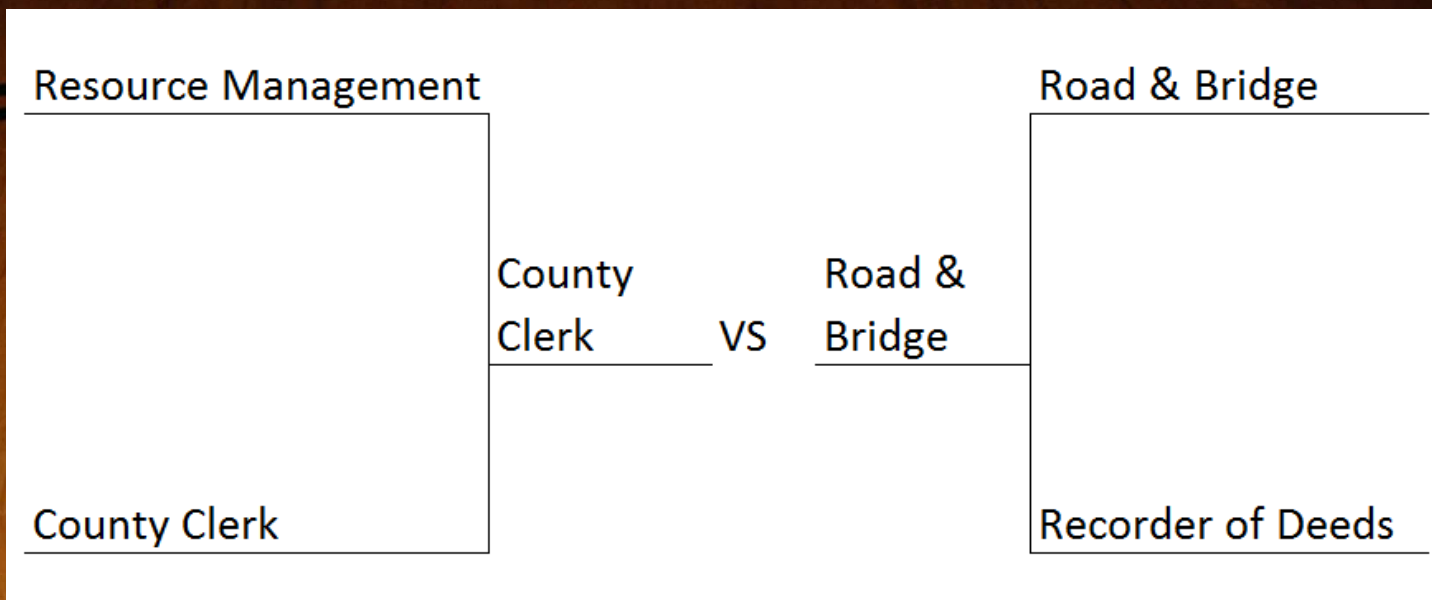 Resource Management
Road & Bridge
County
Clerk
VS
Road &
Bridge
County Clerk
Recorder of Deeds